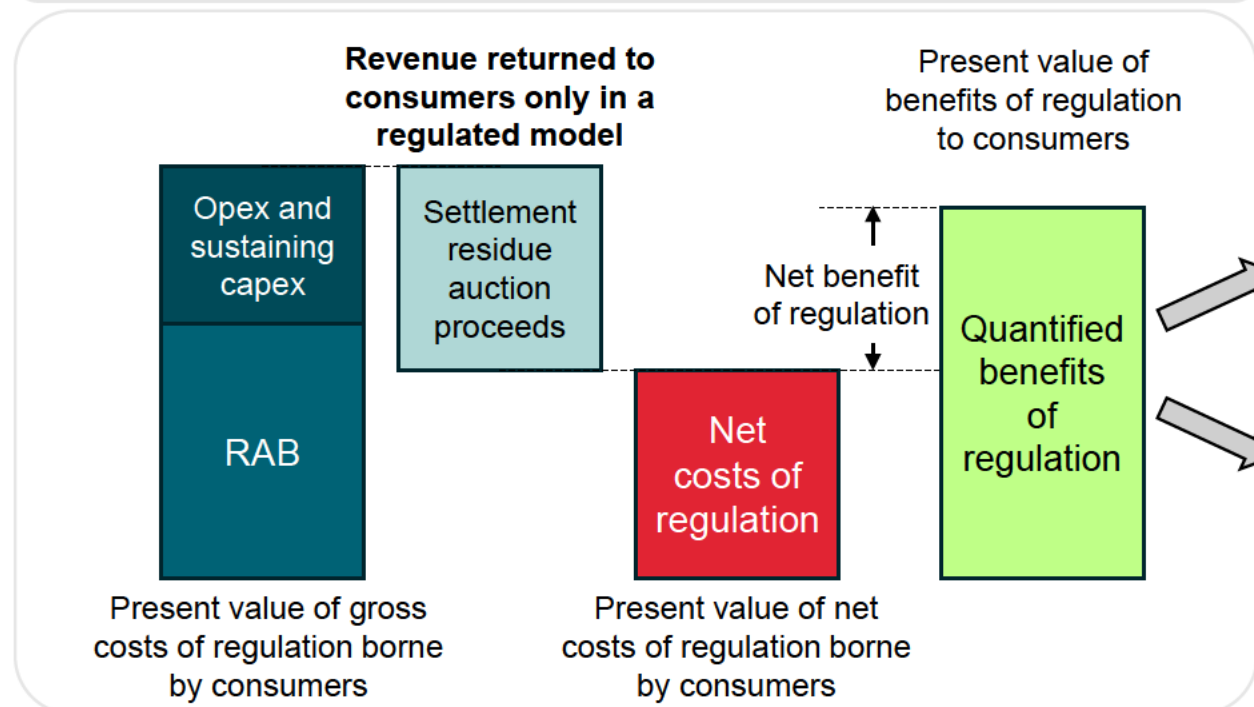 Revenue returned to
consumers only in a
regulated model
Present value of
benefits of regulation
to consumers
Opex and
sustaining
capex
RAB
Settlement
residue
auction
proceeds
Net benefit
of regulation
Net
costs of
regulation
Quantified
benefits
of
regulation
Present value of gross
costs of regulation borne
by consumers
Present value of net
costs of regulation borne
by consumers